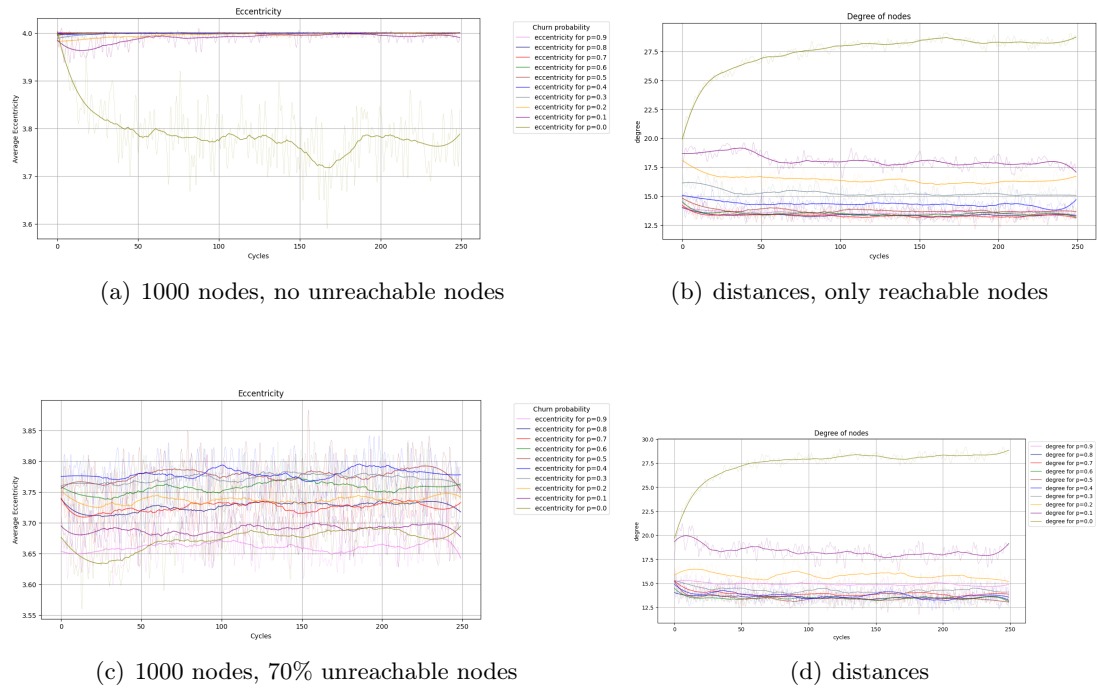 Eccentricity
4.0
3.9
3.8
3.7
3.6
Average Eccentricity
0 50 100 150 200 250
Cycles
Churn probability
eccentricity for p=0.9
eccentricity for p=0.8
eccentricity for p=0.7
eccentricity for p=0.6
eccentricity for p=0.5
eccentricity for p=0.4
eccentricity for p=0.3
eccentricity for p=0.2
eccentricity for p=0.1
eccentricity for p=0.0
(a) 1000 nodes, no unreachable nodes
Degree of nodes
27.5
25.0
22.5
20.0
17.5
15.0
12.5
degree
0 50 100 150 200 250
cycles
(b) distances, only reachable nodes
Eccentricity
3.85
3.80
3.75
3.70
3.65
3.60
3.55
Average Eccentricity
0 50 100 150 200 250
Cycles
Churn probability
eccentricity for p=0.9
eccentricity for p=0.8
eccentricity for p=0.7
eccentricity for p=0.6
eccentricity for p=0.5
eccentricity for p=0.4
eccentricity for p=0.3
eccentricity for p=0.2
eccentricity for p=0.1
eccentricity for p=0.0
(c) 1000 nodes, 70% unreachable nodes
Degree of nodes
30.0
27.5
25.0
22.5
20.0
17.5
15.0
12.5
degree
0 50 100 150 200 250
cycles
degree for p=0.9
degree for p=0.8
degree for p=0.7
degree for p=0.6
degree for p=0.5
degree for p=0.4
degree for p=0.3
degree for p=0.2
degree for p=0.1
degree for p=0.0
(d) distances